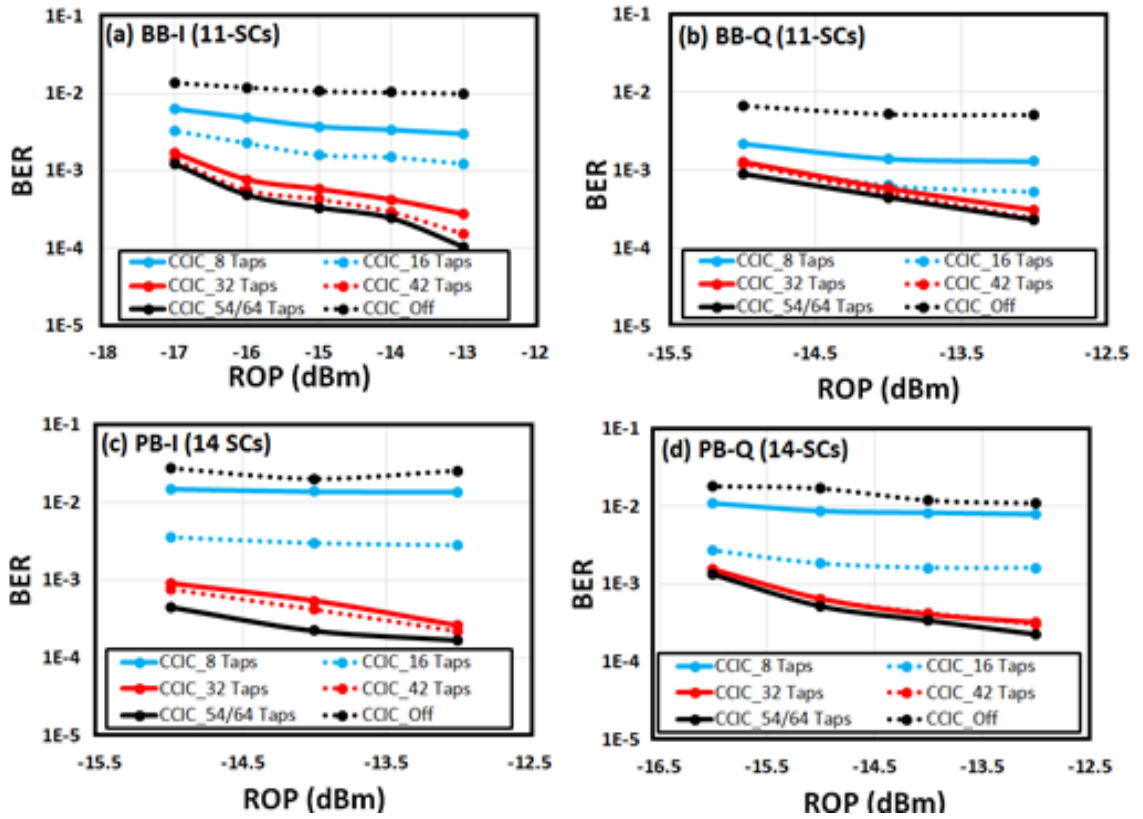 (a) BB-I (11-SCs)
BER
1E-1
1E-2
1E-3
1E-4
1E-5
CCIC_8 Taps
CCIC_16 Taps
CCIC_32 Taps
CCIC_42 Taps
CCIC_54/64 Taps
CCIC_Off
-18 -17 -16 -15 -14 -13 -12
ROP (dBm)
(b) BB-Q (11-SCs)
BER
1E-1
1E-2
1E-3
1E-4
1E-5
CCIC_8 Taps
CCIC_16 Taps
CCIC_32 Taps
CCIC_42 Taps
CCIC_54/64 Taps
CCIC_Off
-15.5 -14.5 -13.5 -12.5
ROP (dBm)
(c) PB-I (14 SCs)
BER
1E-1
1E-2
1E-3
1E-4
1E-5
CCIC_8 Taps
CCIC_16 Taps
CCIC_32 Taps
CCIC_42 Taps
CCIC_54/64 Taps
CCIC_Off
-15.5 -14.5 -13.5 -12.5
ROP (dBm)
(d) PB-Q (14-SCs)
BER
1E-1
1E-2
1E-3
1E-4
1E-5
CCIC_8 Taps
CCIC_16 Taps
CCIC_32 Taps
CCIC_42 Taps
CCIC_54/64 Taps
CCIC_Off
-16.5 -15.5 -14.5 -13.5 -12.5
ROP (dBm)